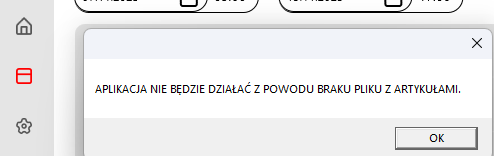 APLIKACJA NIE BĘDZIE DZIAŁAĆ Z POWODU BRAKU PLIKU Z ARTYKUŁAMI.
OK